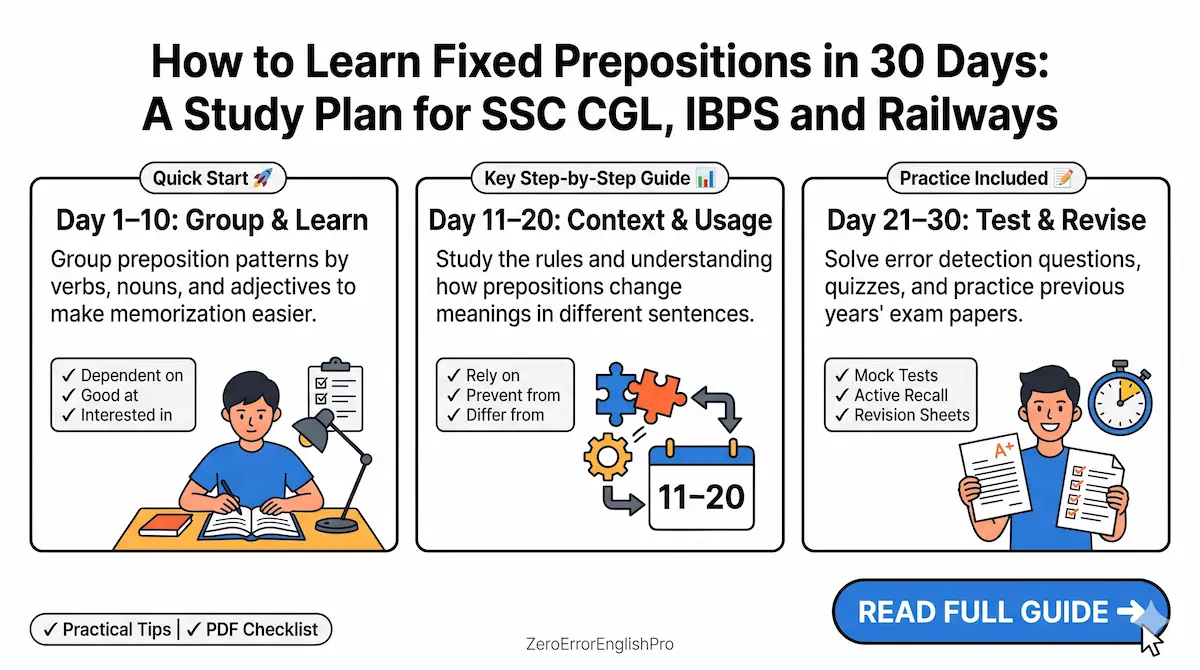 How to Learn Fixed Prepositions in 30 Days:
A Study Plan for SSC CGL, IBPS and Railways
Quick Start 🚀
Day 1–10: Group & Learn
Group preposition patterns by
verbs, nouns, and adjectives to
make memorization easier.
✓ Dependent on
✓ Good at
✓ Interested in
Key Step-by-Step Guide 📊
Day 11–20: Context & Usage
Study the rules and understanding
how prepositions change
meanings in different sentences.
✓ Rely on
✓ Prevent from
✓ Differ from
11–20
Practice Included 📝
Day 21–30: Test & Revise
Solve error detection questions,
quizzes, and practice previous
years' exam papers.
✓ Mock Tests
✓ Active Recall
✓ Revision Sheets
A+
✓ Practical Tips | ✓ PDF Checklist
ZeroErrorEnglishPro
READ FULL GUIDE →